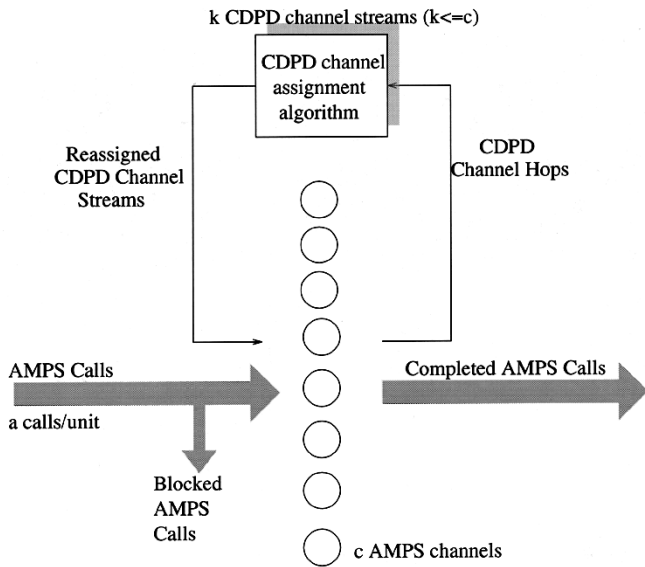 k CDPD channel streams (k<=c)
CDPD channel
assignment
algorithm
Reassigned
CDPD Channel
Streams
CDPD
Channel Hops
AMPS Calls
a calls/unit
Completed AMPS Calls
Blocked
AMPS
Calls
c AMPS channels